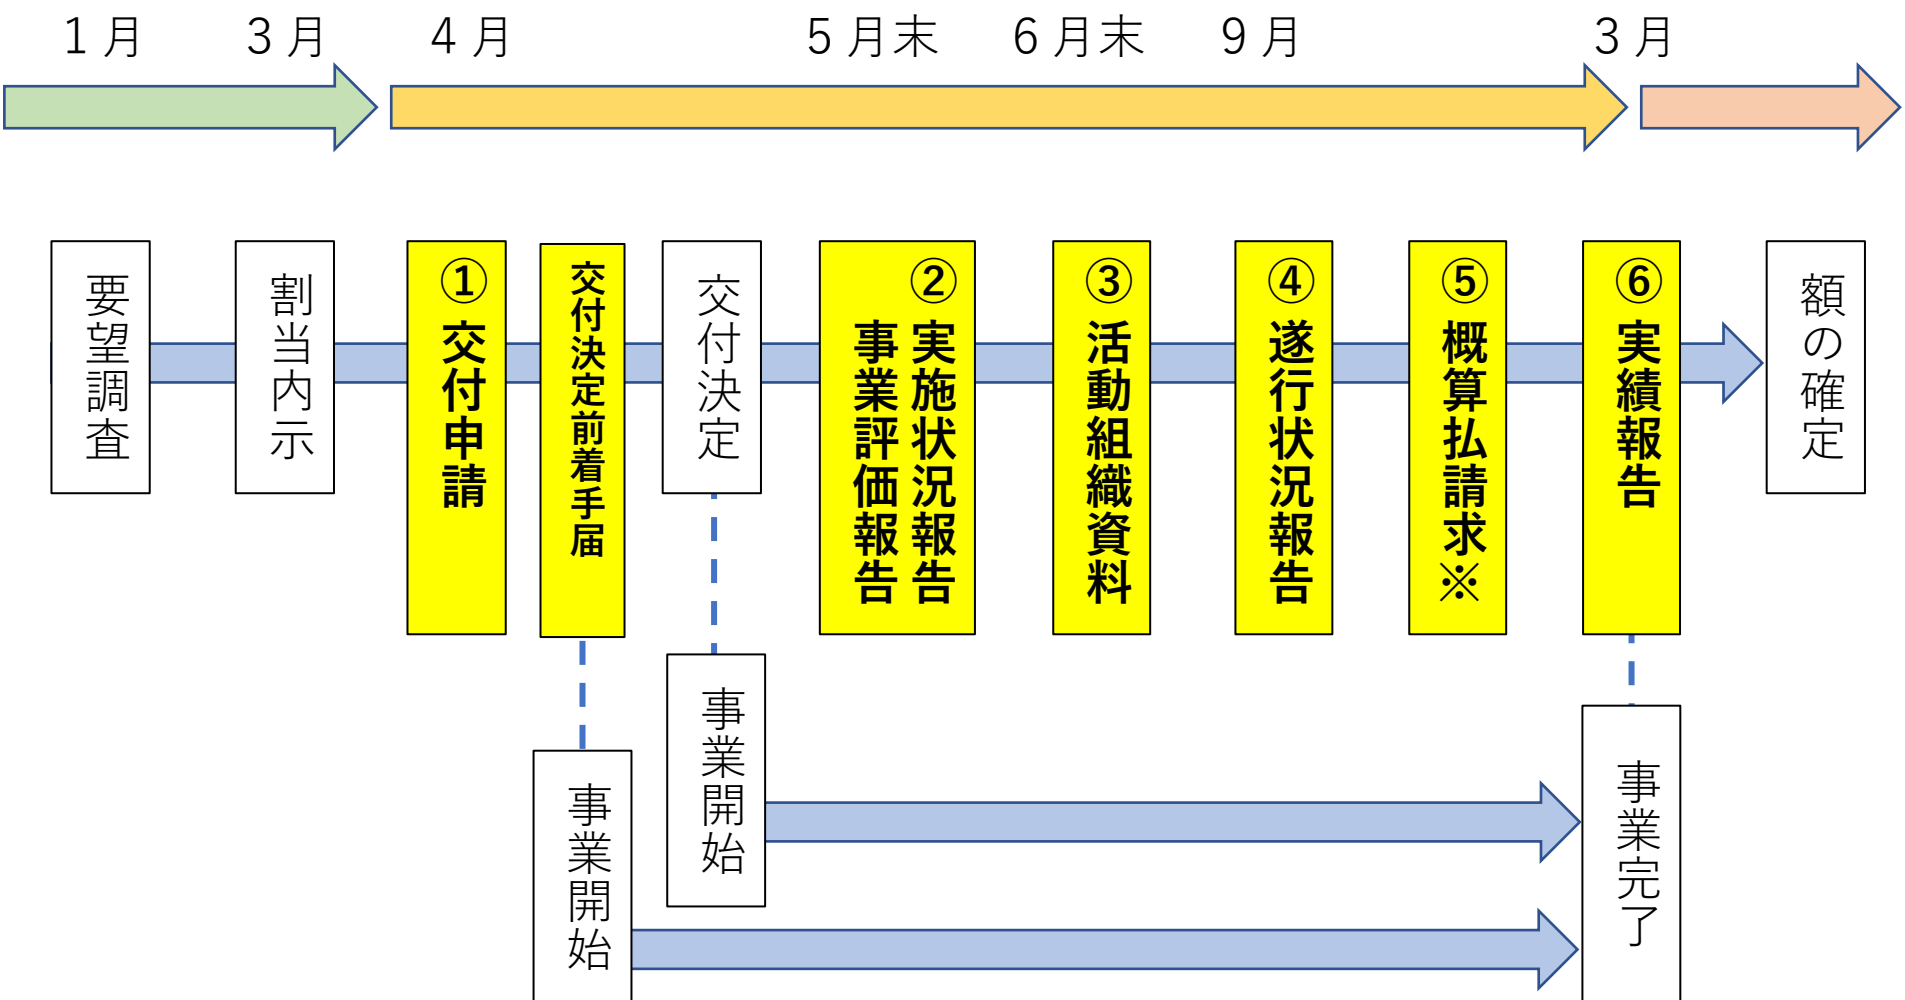 1月
3月
4月
5月末
6月末
9月
3月
要望調査
割当内示
①交付申請
交付決定前着手届
交付決定
②実施状況報告
事業評価報告
③活動組織資料
④遂行状況報告
⑤概算払請求※
⑥実績報告
額の確定
事業開始
事業開始
事業完了